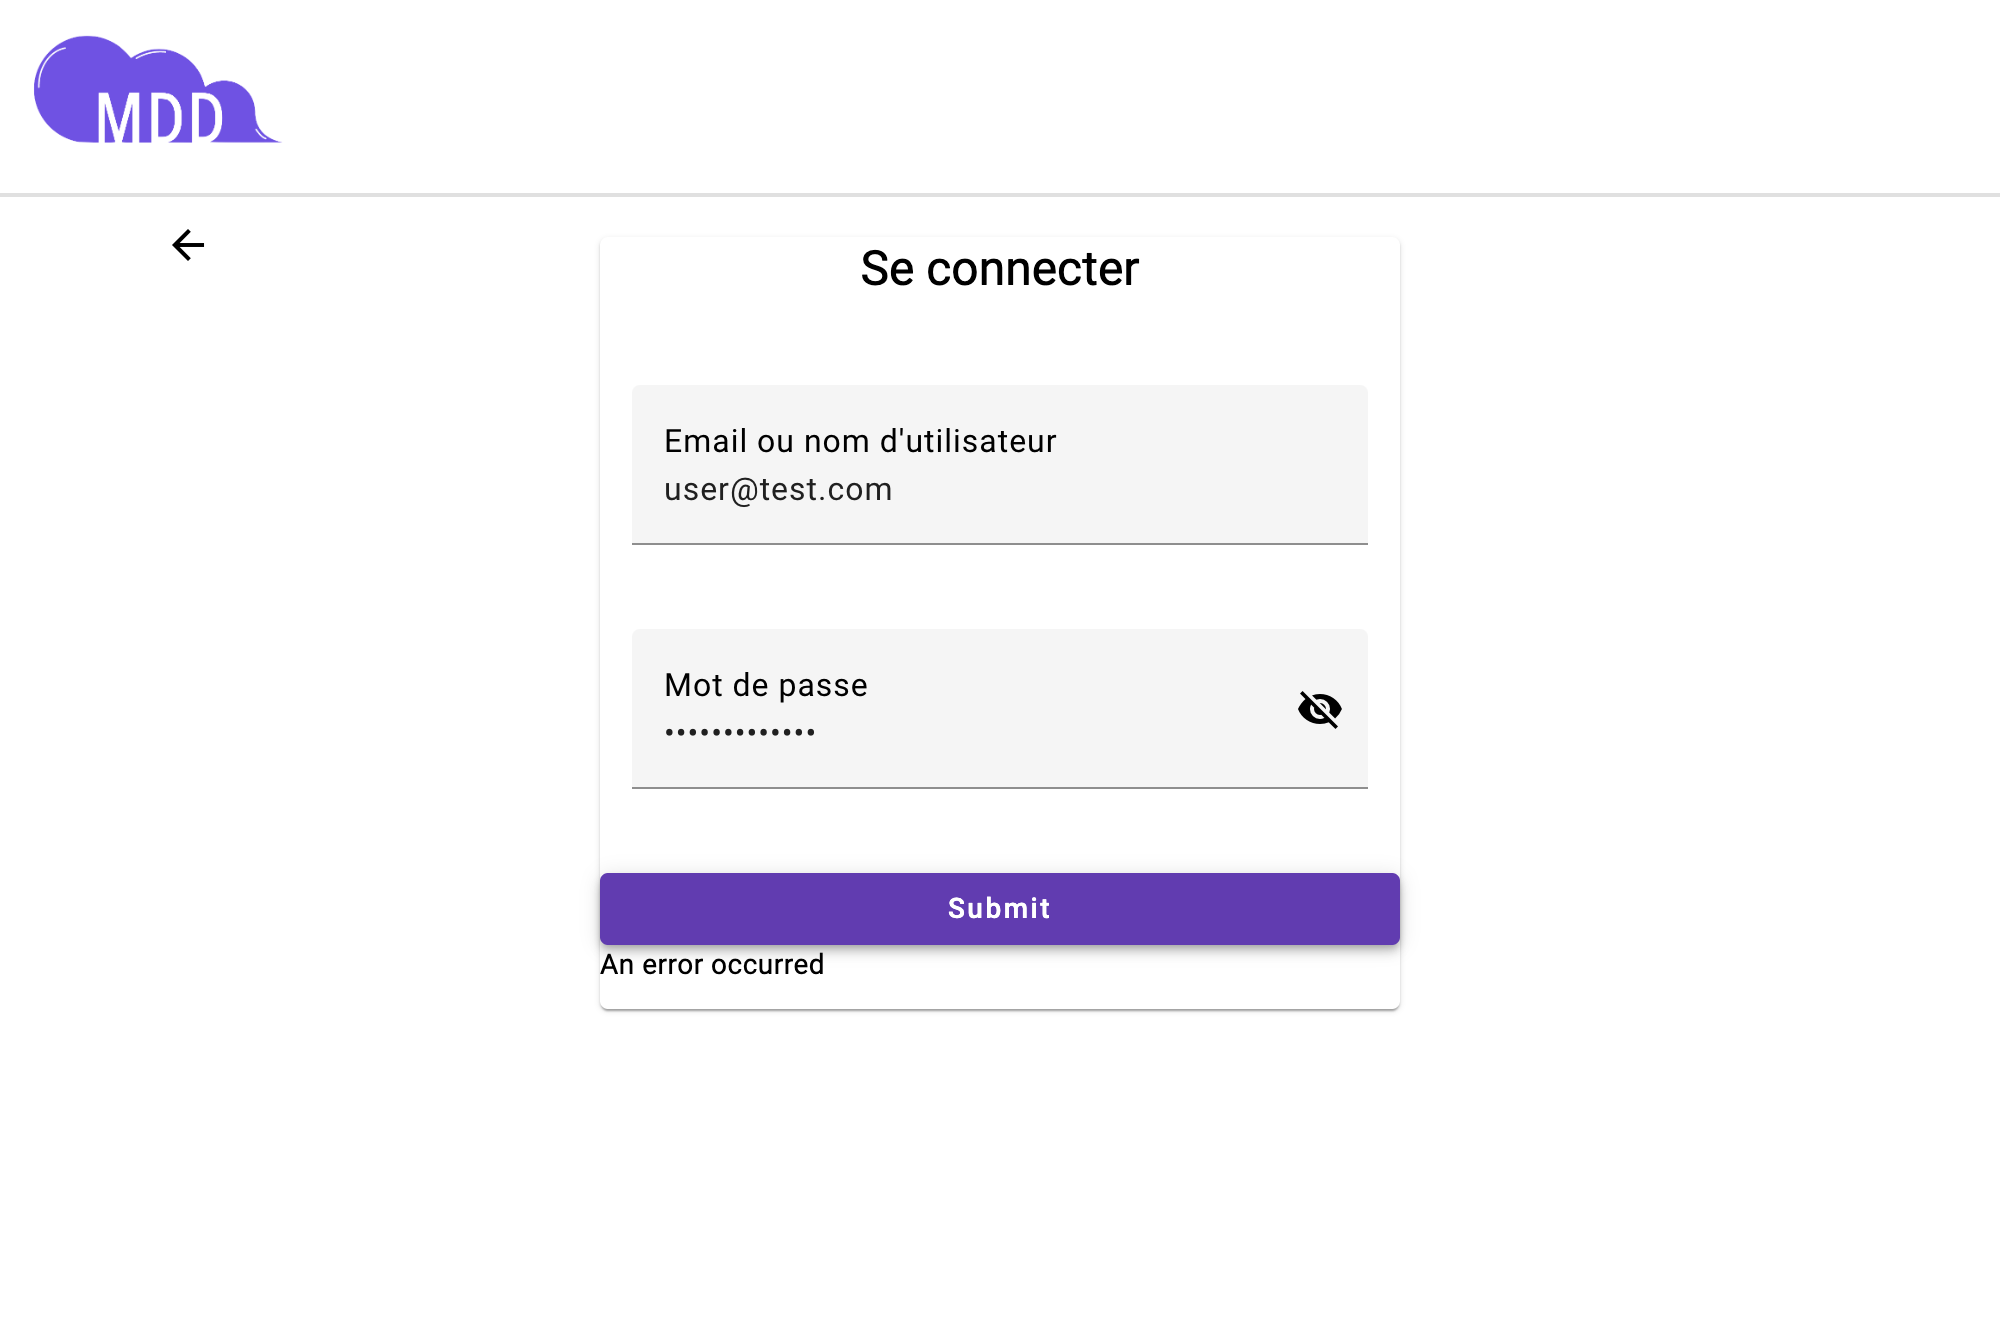 MDD
Se connecter
Email ou nom d'utilisateur
user@test.com
Mot de passe
•••••••••••••
Submit
An error occurred